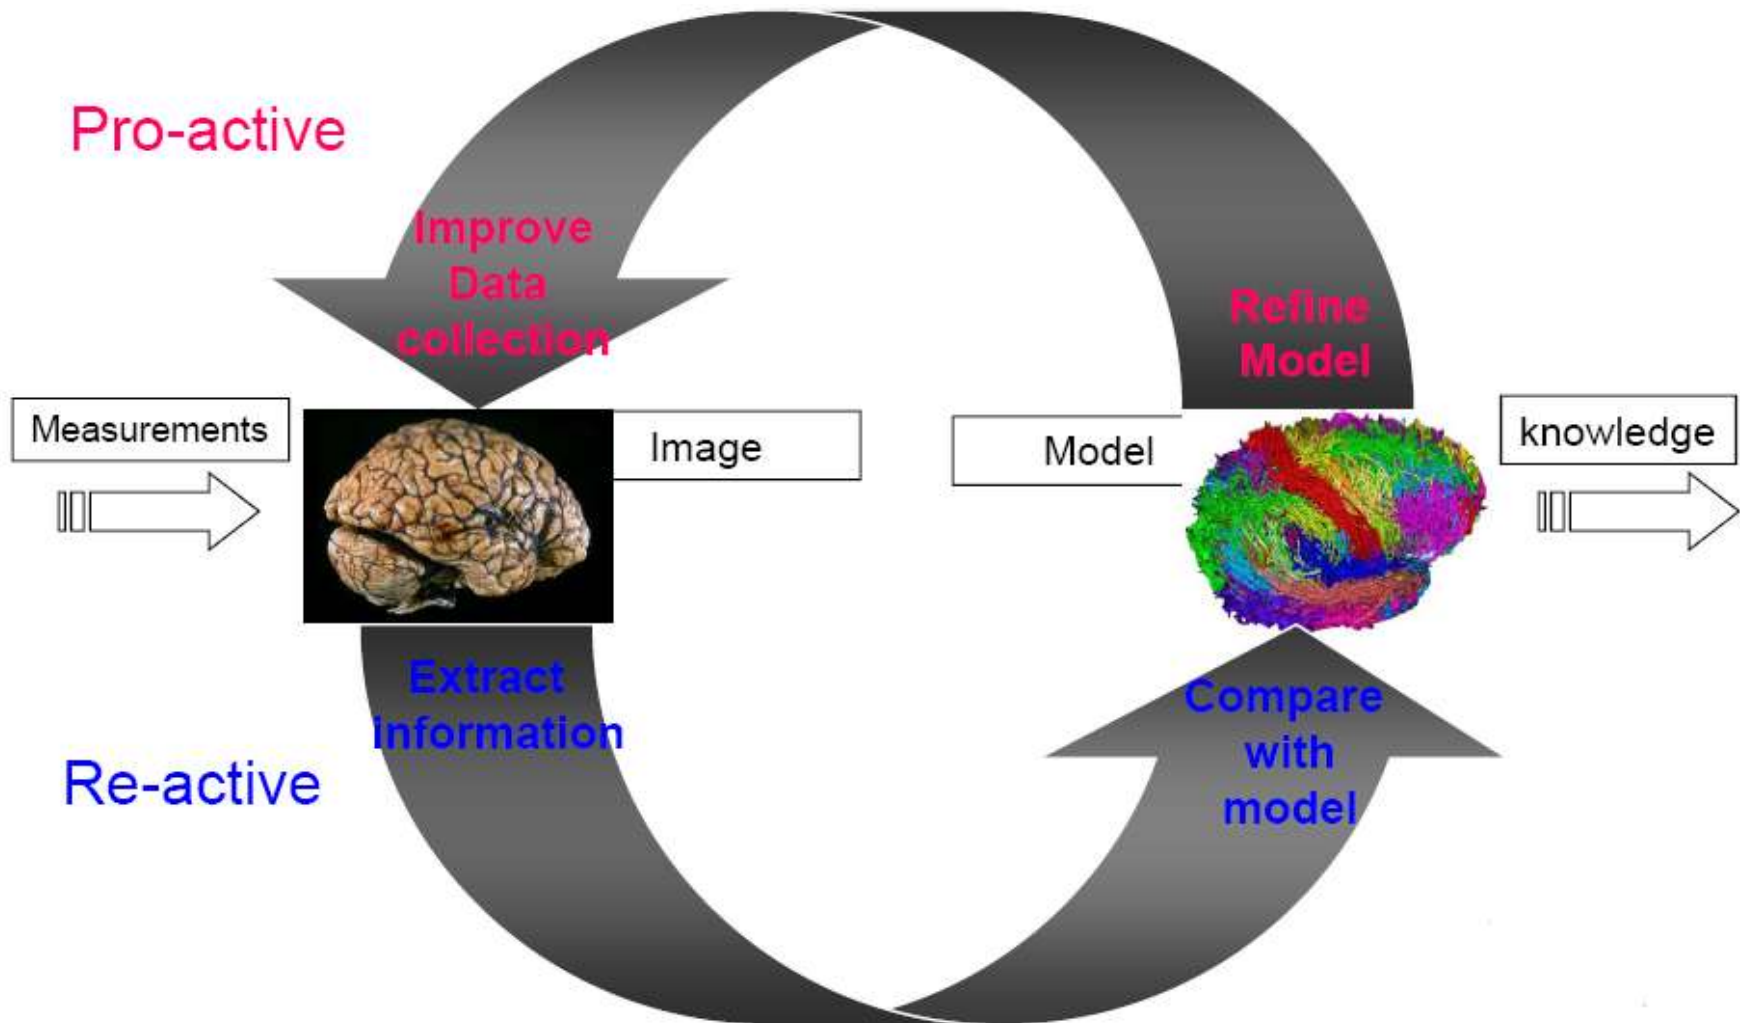 Pro-active
Improve
Data
collection
Refine
Model
Measurements
Image
Model
knowledge
Extract
information
Compare
with
model
Re-active